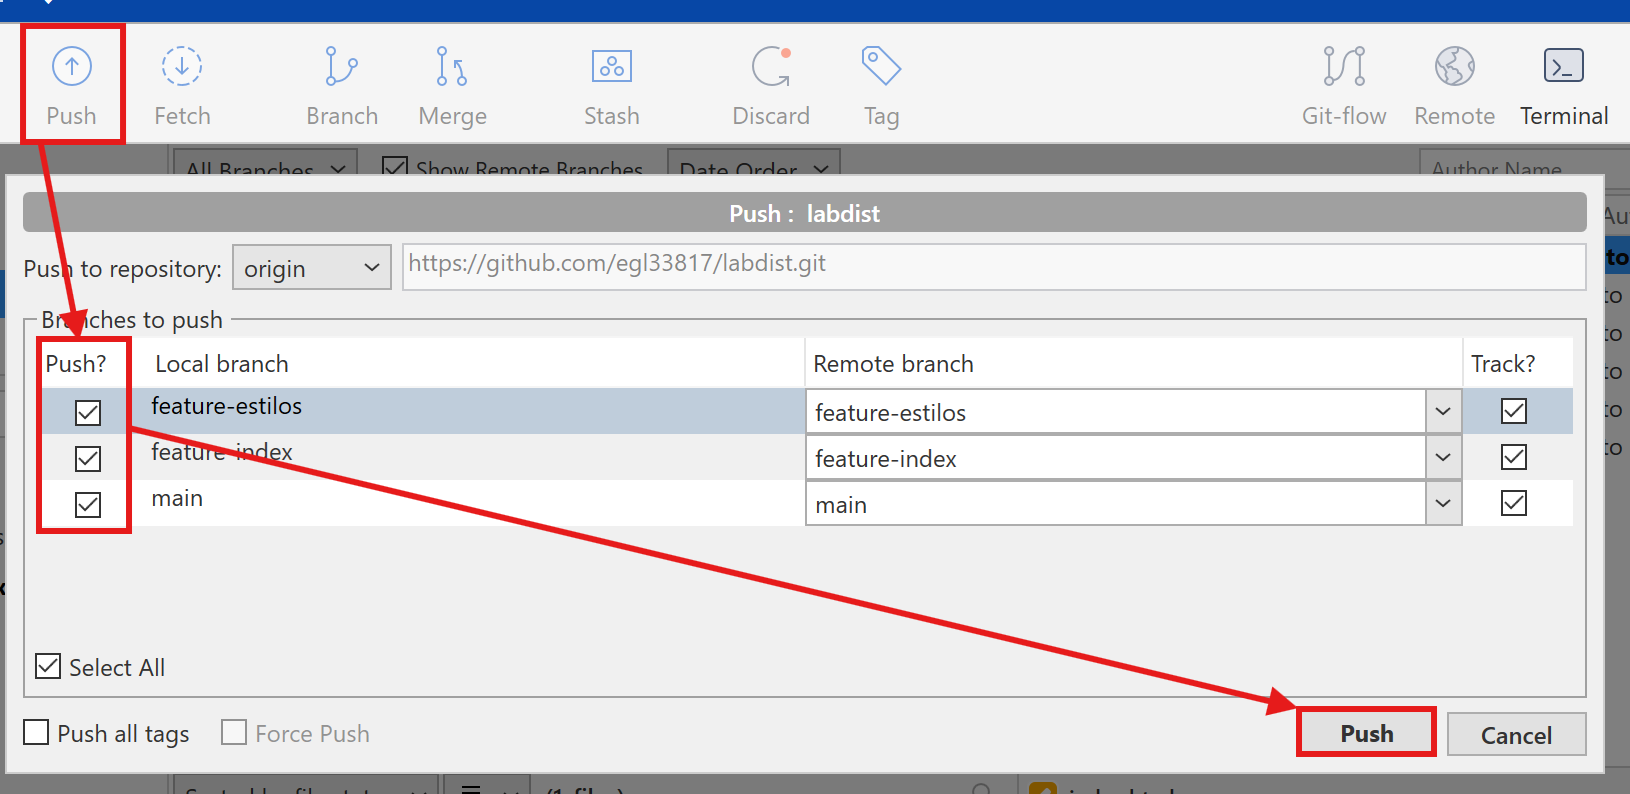 Push
Fetch
Branch
Merge
Stash
Discard
Tag
Git-flow
Remote
Terminal
All Branches
Show Remote Branches
Date Order
Author Name
Push : labdist
Push to repository:
origin
https://github.com/egl33817/labdist.git
Branches to push
Push?
Local branch
Remote branch
Track?
feature-estilos
feature-estilos
feature-index
feature-index
main
main
Select All
Push all tags
Force Push
Push
Cancel